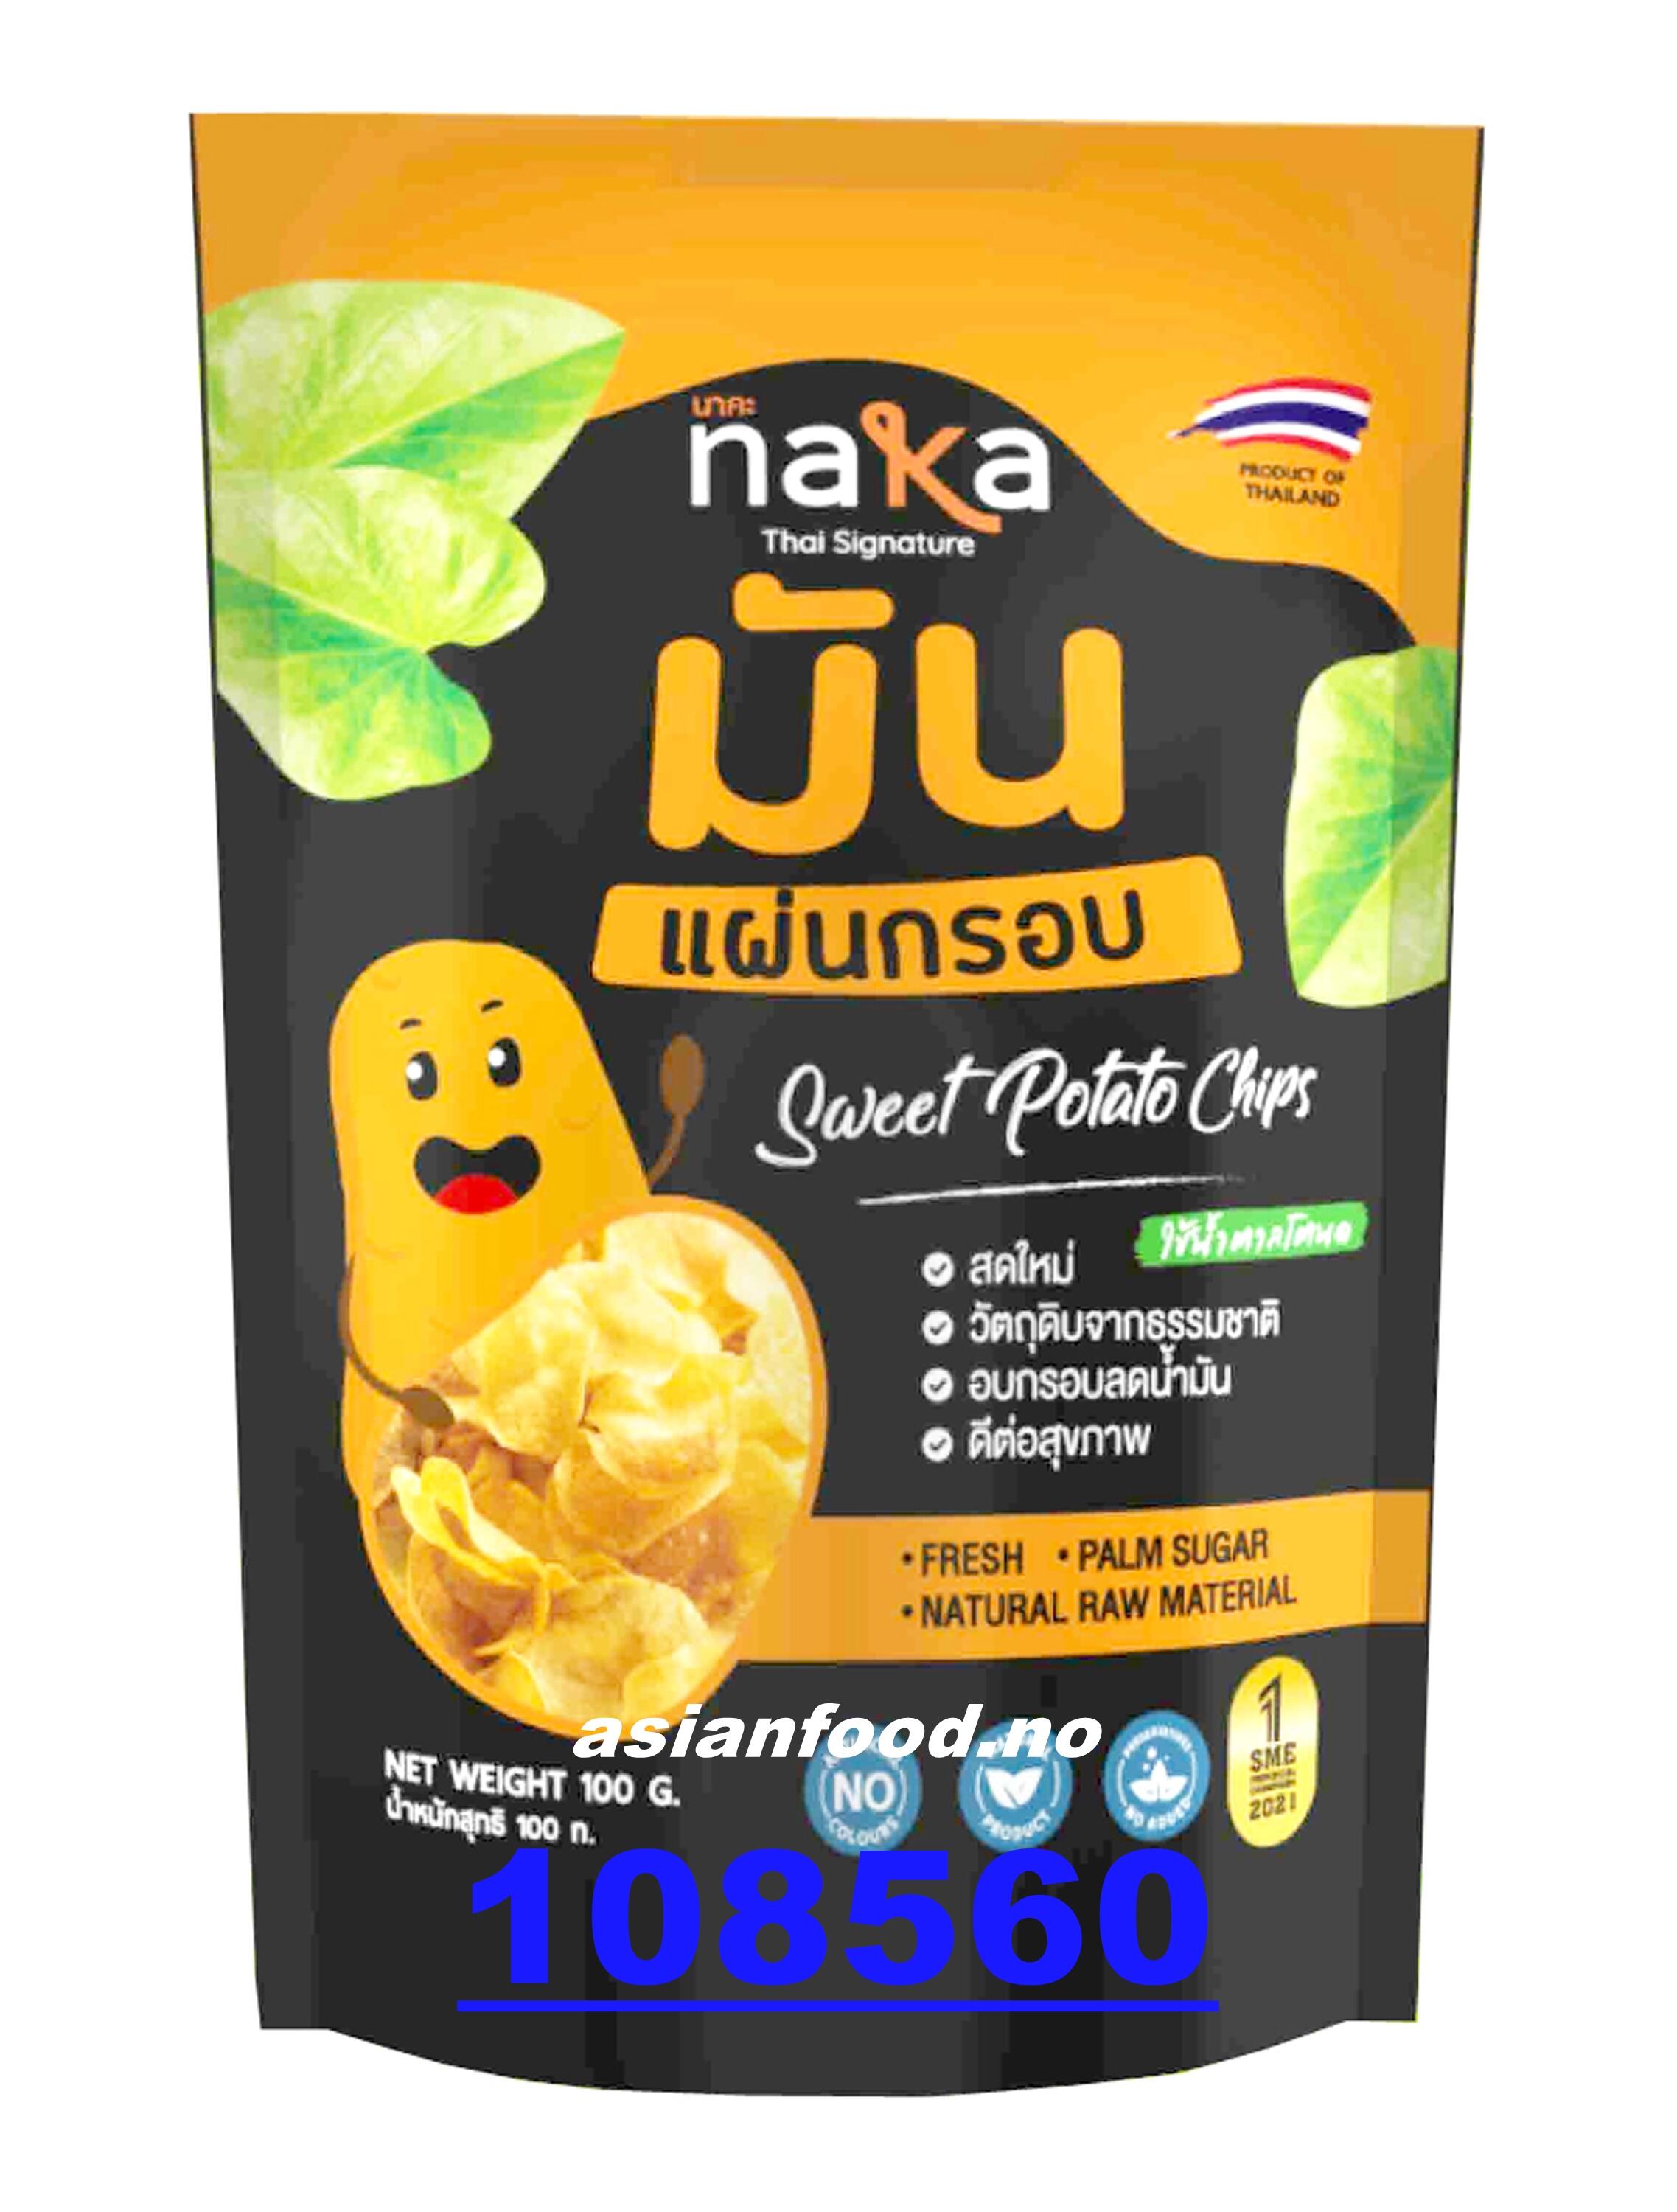 นาคะ
naka
Thai Signature
PRODUCT OF
THAILAND
มัน
แผ่นกรอบ
Sweet Potato Chips
ใช้น้ำตาลโตนด
สดใหม่
วัตถุดิบจากธรรมชาติ
อบกรอบลดน้ำมัน
ดีต่อสุขภาพ
• FRESH • PALM SUGAR
• NATURAL RAW MATERIAL
asianfood.no
NET WEIGHT 100 G.
น้ำหนักสุทธิ 100 ก.
NO
COLOURS
PRODUCT
PRESERVATIVES
NO ADDED
1
SME
2021
108560